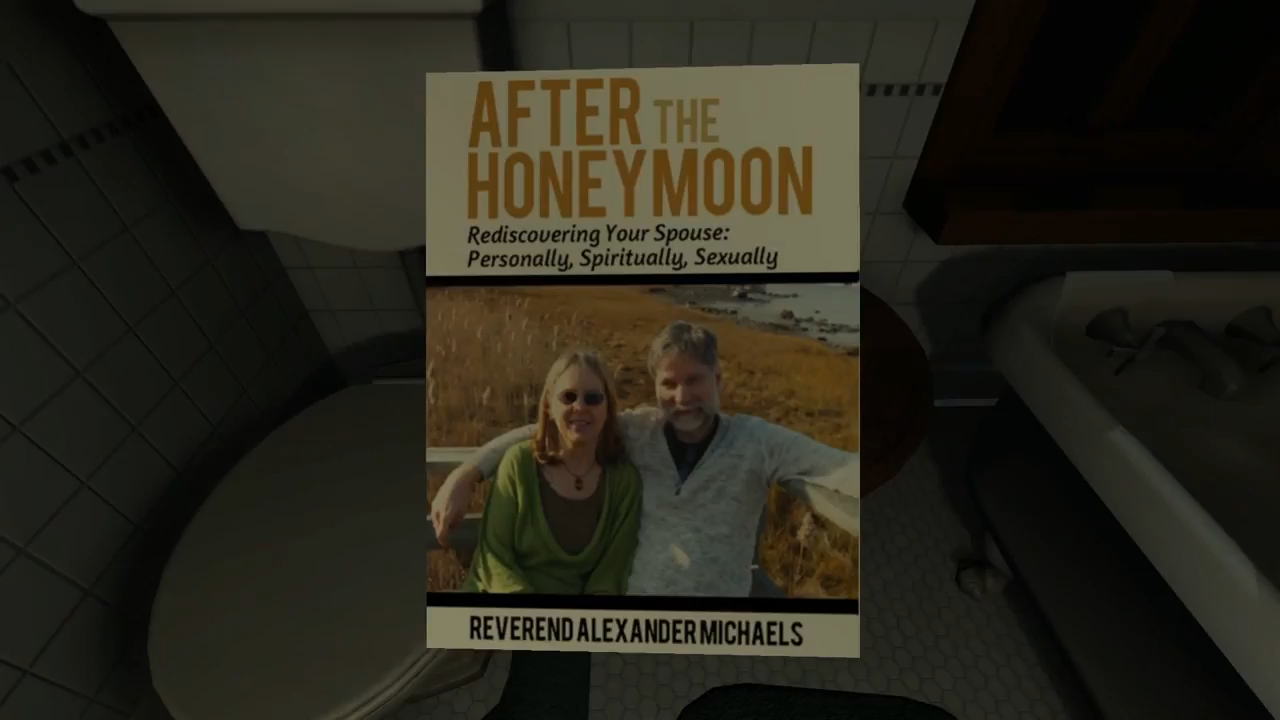 AFTER THE
HONEYMOON
Rediscovering Your Spouse:
Personally, Spiritually, Sexually
REVEREND ALEXANDER MICHAELS